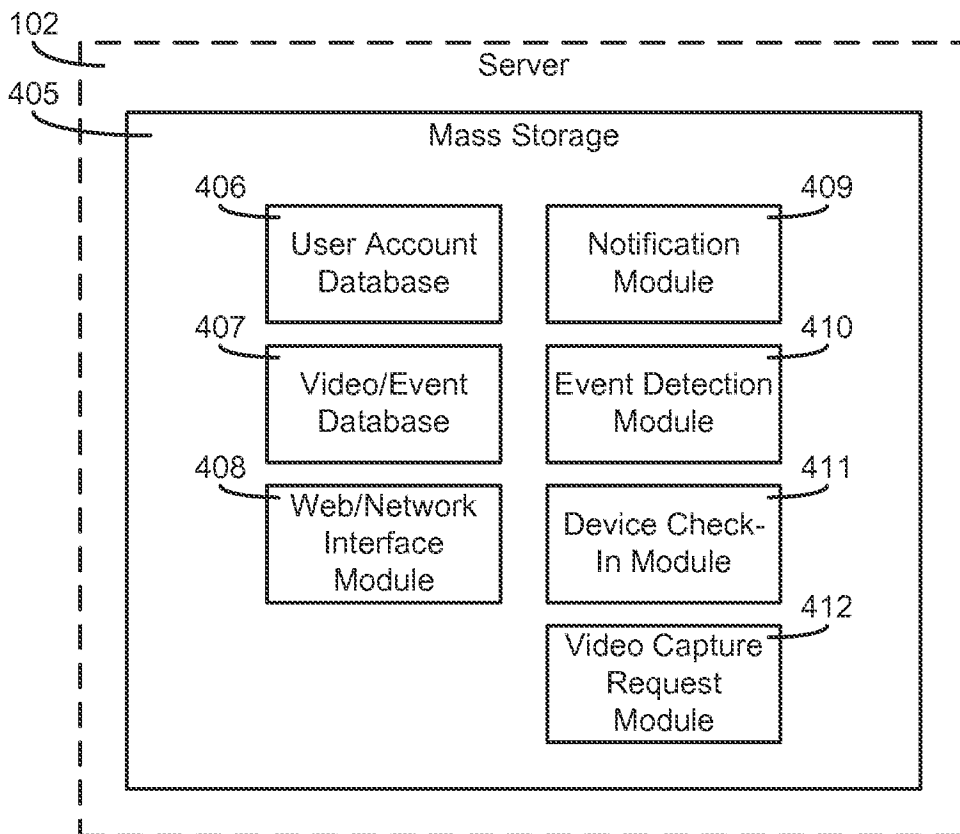 102
Server
405
Mass Storage
406
User Account
Database
409
Notification
Module
407
Video/Event
Database
410
Event Detection
Module
408
Web/Network
Interface
Module
411
Device Check-
In Module
412
Video Capture
Request
Module